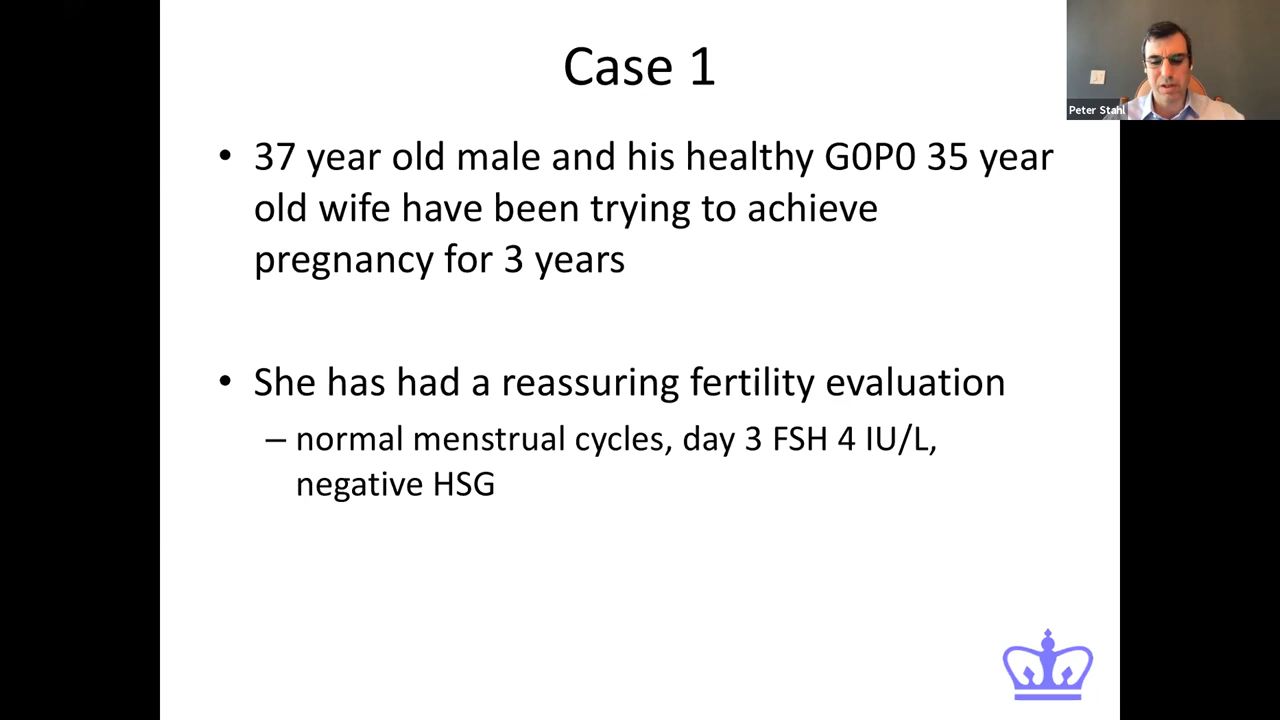 Case 1
Peter Stahl
• 37 year old male and his healthy G0P0 35 year
old wife have been trying to achieve
pregnancy for 3 years
• She has had a reassuring fertility evaluation
– normal menstrual cycles, day 3 FSH 4 IU/L,
negative HSG